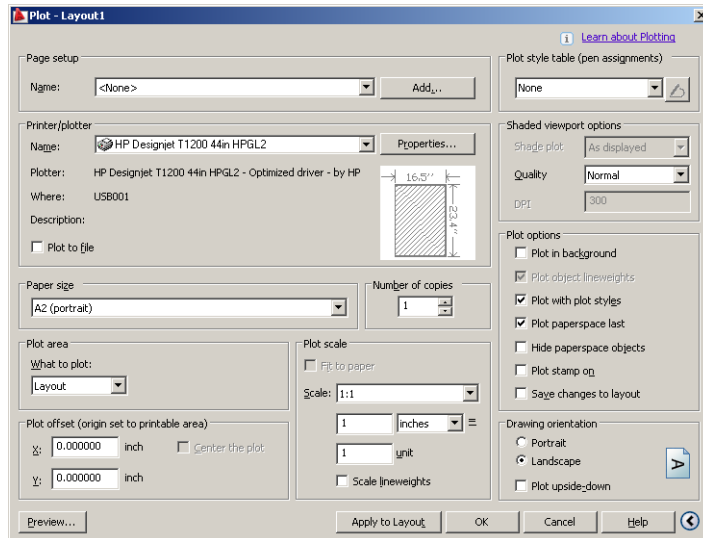 Plot - Layout1
Learn about Plotting
Page setup
Name: <None> Add...
Plot style table (pen assignments)
None
Printer/plotter
Name: HP Designjet T1200 44in HPGL2 Properties...
Plotter: HP Designjet T1200 44in HPGL2 - Optimized driver - by HP
Where: USB001
Description:
Plot to file
16.5''
23.4''
Shaded viewport options
Shade plot As displayed
Quality Normal
DPI 300
Paper size
A2 (portrait)
Number of copies
1
Plot options
Plot in background
Plot object lineweights
Plot with plot styles
Plot paperspace last
Hide paperspace objects
Plot stamp on
Save changes to layout
Plot area
What to plot:
Layout
Plot scale
Fit to paper
Scale: 1:1
1 inches =
1 unit
Scale lineweights
Plot offset (origin set to printable area)
X: 0.000000 inch Center the plot
Y: 0.000000 inch
Drawing orientation
Portrait
Landscape
Plot upside-down
A
Preview... Apply to Layout OK Cancel Help